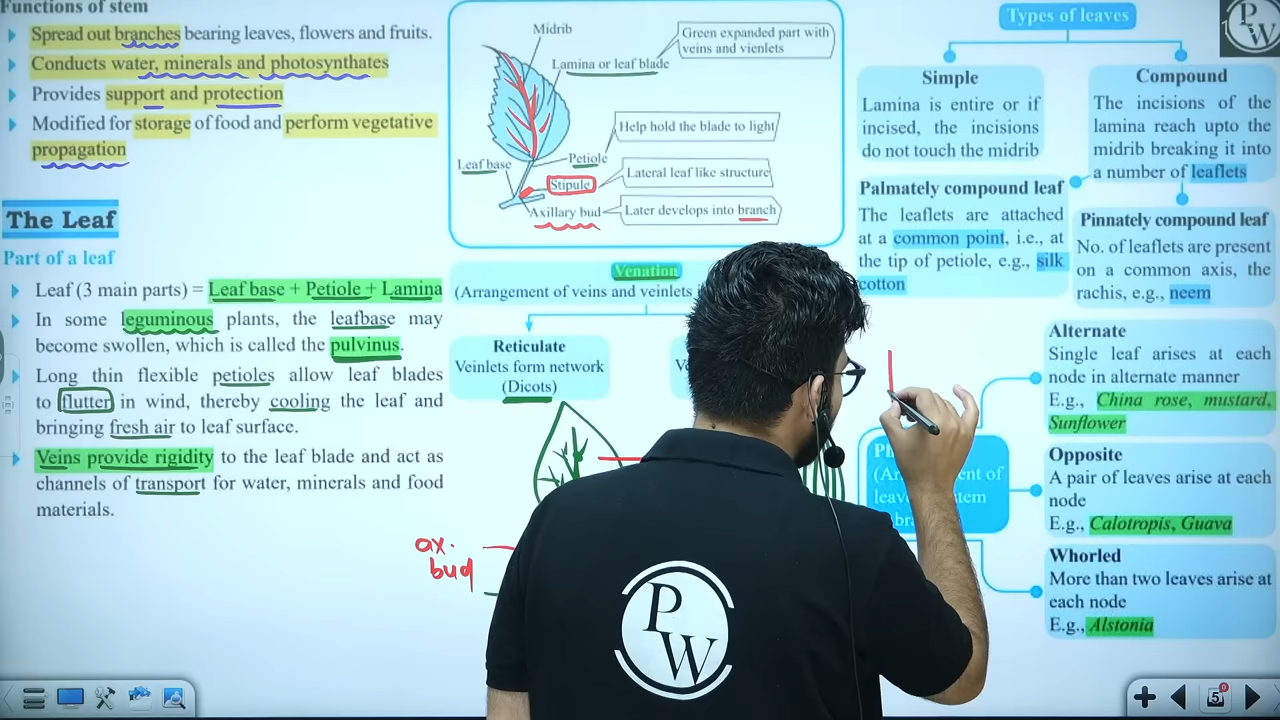 Functions of stem
Spread out branches bearing leaves, flowers and fruits.
Conducts water, minerals and photosynthates
Provides support and protection
Modified for storage of food and perform vegetative
propagation
The Leaf
Part of a leaf
Leaf (3 main parts) = Leaf base + Petiole + Lamina
In some leguminous plants, the leafbase may
become swollen, which is called the pulvinus.
Long thin flexible petioles allow leaf blades
to flutter in wind, thereby cooling the leaf and
bringing fresh air to leaf surface.
Veins provide rigidity to the leaf blade and act as
channels of transport for water, minerals and food
materials.
Midrib
Green expanded part with
veins and vienlets
Lamina or leaf blade
Help hold the blade to light
Leaf base
Petiole
Stipule
Lateral leaf like structure
Axillary bud
Later develops into branch
Venation
(Arrangement of veins and veinlets
Reticulate
Veinlets form network
(Dicots)
ax.
bud
Types of leaves
Simple
Lamina is entire or if
incised, the incisions
do not touch the midrib
Compound
The incisions of the
lamina reach upto the
midrib breaking it into
a number of leaflets
Palmately compound leaf
The leaflets are attached
at a common point, i.e., at
the tip of petiole, e.g., silk
cotton
Pinnately compound leaf
No. of leaflets are present
on a common axis, the
rachis, e.g., neem
of
Alternate
Single leaf arises at each
node in alternate manner
E.g., China rose, mustard,
Sunflower
Opposite
A pair of leaves arise at each
node
E.g., Calotropis, Guava
Whorled
More than two leaves arise at
each node
E.g., Alstonia
P
W
P
W
5